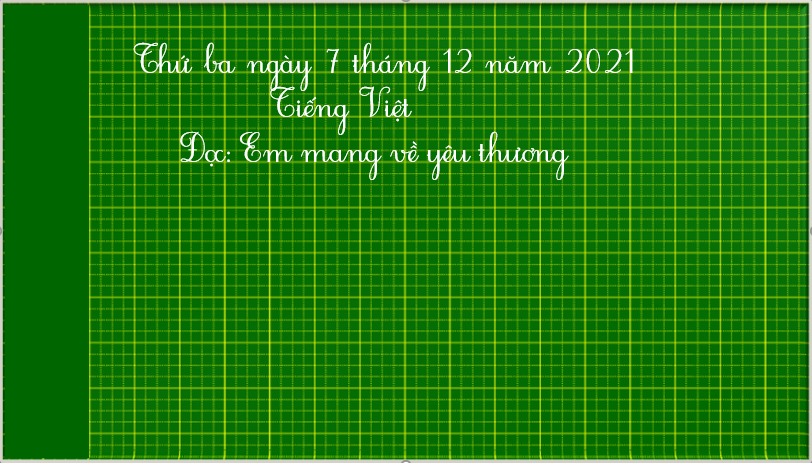 Thứ ba ngày 7 tháng 12 năm 2021
Tiếng Việt
Đọc: Em mang về yêu thương